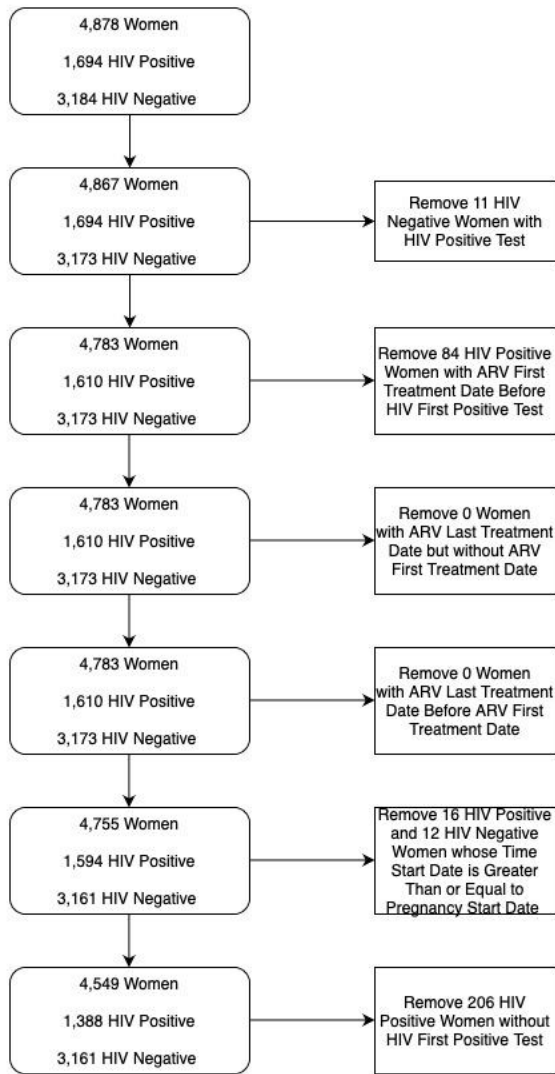 4,878 Women
1,694 HIV Positive
3,184 HIV Negative
4,867 Women
1,694 HIV Positive
3,173 HIV Negative
Remove 11 HIV
Negative Women with
HIV Positive Test
4,783 Women
1,610 HIV Positive
3,173 HIV Negative
Remove 84 HIV Positive
Women with ARV First
Treatment Date Before
HIV First Positive Test
4,783 Women
1,610 HIV Positive
3,173 HIV Negative
Remove 0 Women
with ARV Last Treatment
Date but without ARV
First Treatment Date
4,783 Women
1,610 HIV Positive
3,173 HIV Negative
Remove 0 Women
with ARV Last Treatment
Date Before ARV First
Treatment Date
4,755 Women
1,594 HIV Positive
3,161 HIV Negative
Remove 16 HIV Positive
and 12 HIV Negative
Women whose Time
Start Date is Greater
Than or Equal to
Pregnancy Start Date
4,549 Women
1,388 HIV Positive
3,161 HIV Negative
Remove 206 HIV
Positive Women without
HIV First Positive Test